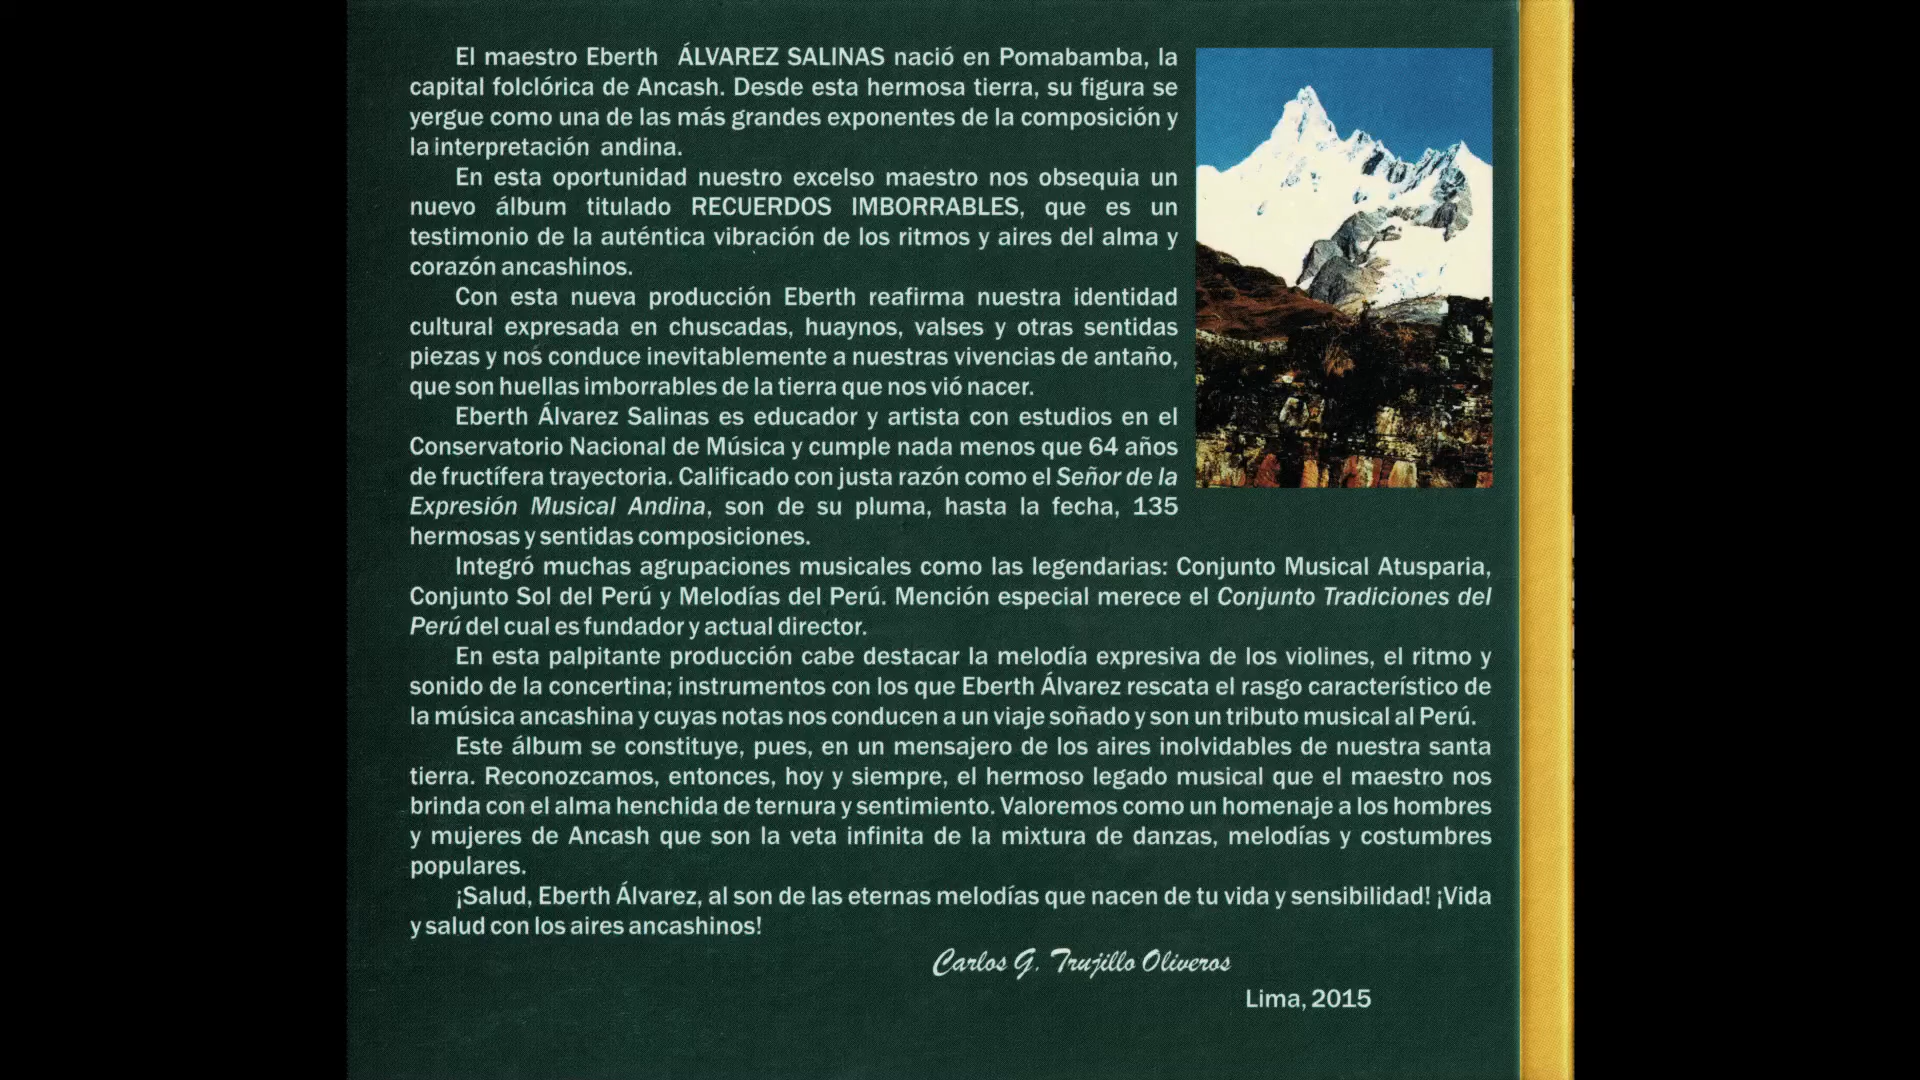 El maestro Eberth ÁLVAREZ SALINAS nació en Pomabamba, la
capital folclórica de Ancash. Desde esta hermosa tierra, su figura se
yergue como una de las más grandes exponentes de la composición y
la interpretación andina.
En esta oportunidad nuestro excelso maestro nos obsequia un
nuevo álbum titulado RECUERDOS IMBORRABLES, que es un
testimonio de la auténtica vibración de los ritmos y aires del alma y
corazón ancashinos.
Con esta nueva producción Eberth reafirma nuestra identidad
cultural expresada en chuscadas, huaynos, valses y otras sentidas
piezas y nos conduce inevitablemente a nuestras vivencias de antaño,
que son huellas imborrables de la tierra que nos vió nacer.
Eberth Álvarez Salinas es educador y artista con estudios en el
Conservatorio Nacional de Música y cumple nada menos que 64 años
de fructífera trayectoria. Calificado con justa razón como el Señor de la
Expresión Musical Andina, son de su pluma, hasta la fecha, 135
hermosas y sentidas composiciones.
Integró muchas agrupaciones musicales como las legendarias: Conjunto Musical Atusparia,
Conjunto Sol del Perú y Melodías del Perú. Mención especial merece el Conjunto Tradiciones del
Perú del cual es fundador y actual director.
En esta palpitante producción cabe destacar la melodía expresiva de los violines, el ritmo y
sonido de la concertina; instrumentos con los que Eberth Álvarez rescata el rasgo característico de
la música ancashina y cuyas notas nos conducen a un viaje soñado y son un tributo musical al Perú.
Este álbum se constituye, pues, en un mensajero de los aires inolvidables de nuestra santa
tierra. Reconozcamos, entonces, hoy y siempre, el hermoso legado musical que el maestro nos
brinda con el alma henchida de ternura y sentimiento. Valoremos como un homenaje a los hombres
y mujeres de Ancash que son la veta infinita de la mixtura de danzas, melodías y costumbres
populares.
¡Salud, Eberth Álvarez, al son de las eternas melodías que nacen de tu vida y sensibilidad! ¡Vida
y salud con los aires ancashinos!
Carlos G. Trujillo Oliveros
Lima, 2015